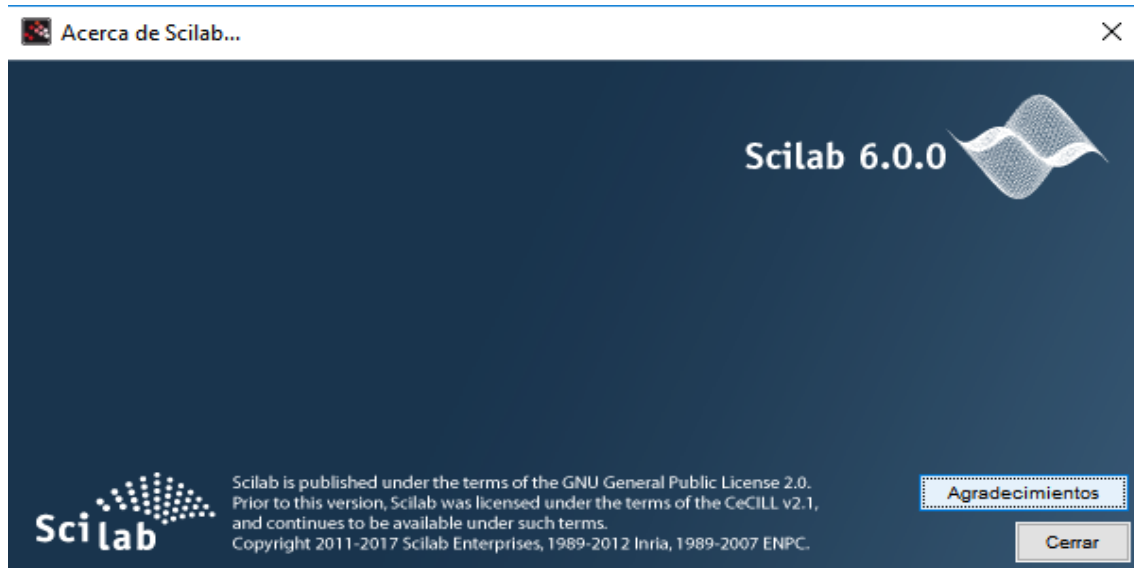 Acerca de Scilab...
Scilab 6.0.0
Scilab
Scilab is published under the terms of the GNU General Public License 2.0.
Prior to this version, Scilab was licensed under the terms of the CeCILL v2.1,
and continues to be available under such terms.
Copyright 2011-2017 Scilab Enterprises, 1989-2012 Inria, 1989-2007 ENPC.
Agradecimientos
Cerrar